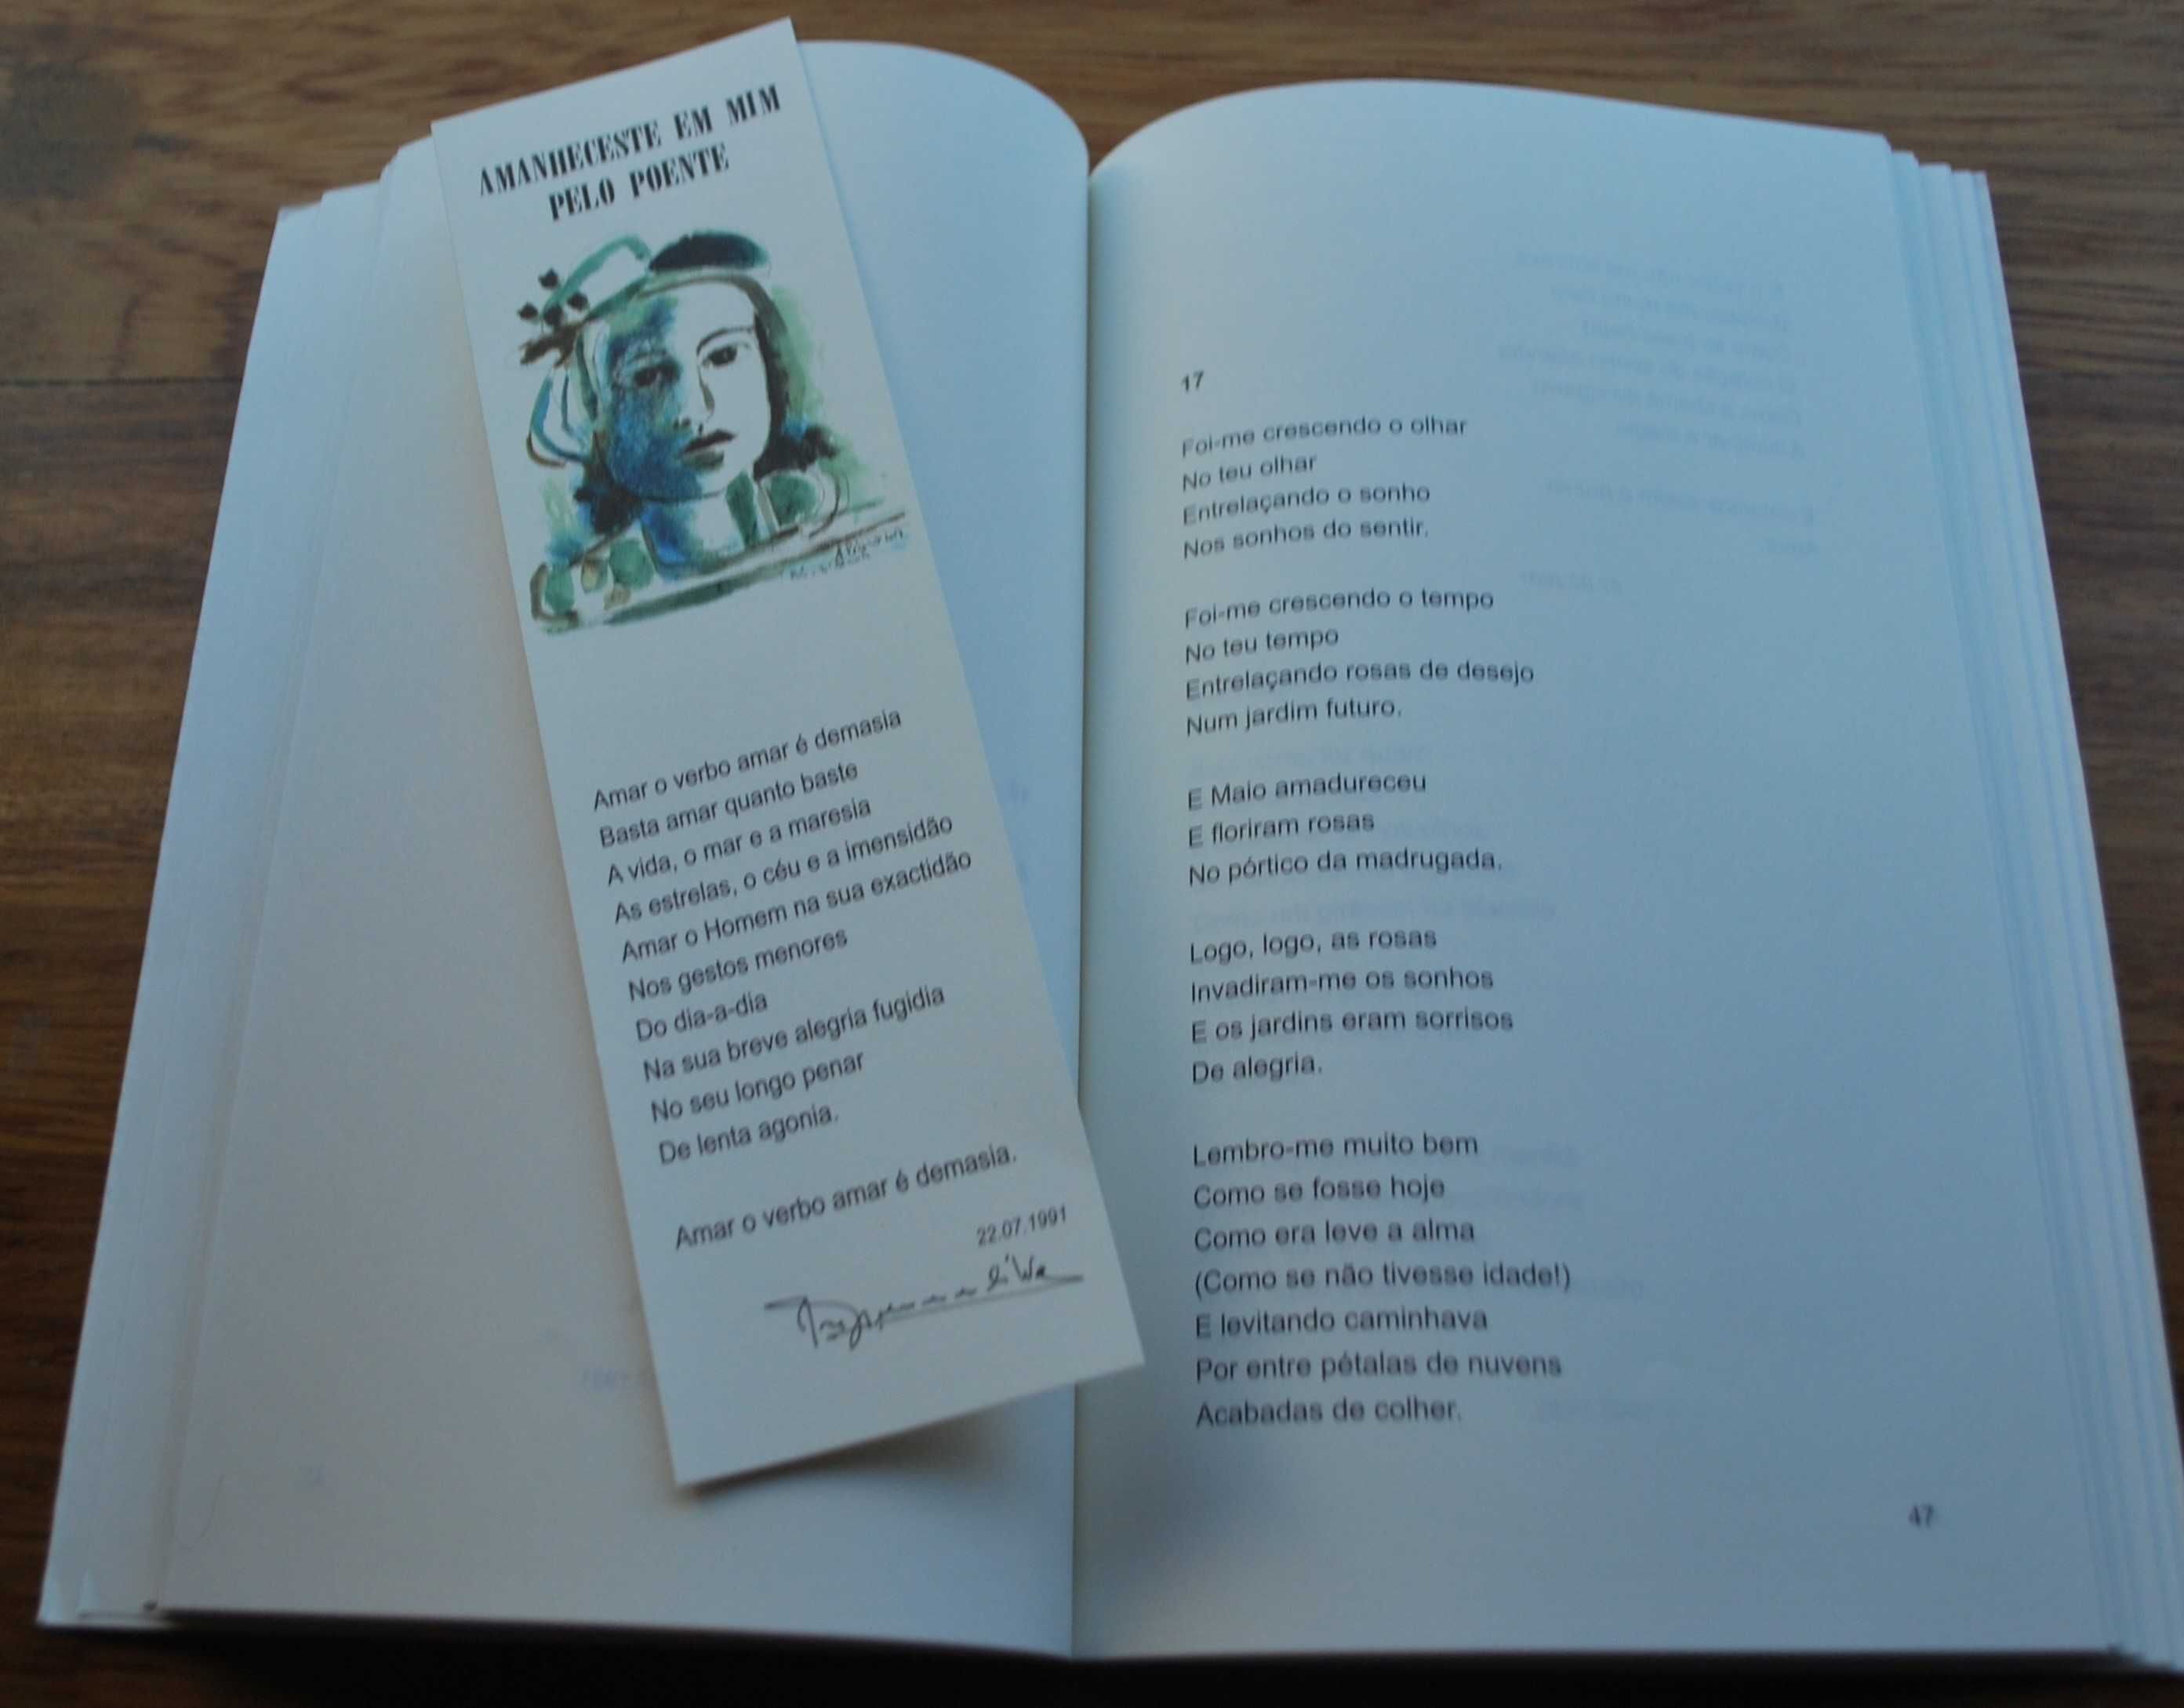 AMANHECESTE EM MIM
PELO POENTE
Amar o verbo amar é demasia
Basta amar quanto baste
A vida, o mar e a maresia
As estrelas, o céu e a imensidão
Amar o Homem na sua exactidão
Nos gestos menores
Do dia-a-dia
Na sua breve alegria fugidia
No seu longo penar
De lenta agonia.
Amar o verbo amar é demasia.
22.07.1991
17
Foi-me crescendo o olhar
No teu olhar
Entrelaçando o sonho
Nos sonhos do sentir.
Foi-me crescendo o tempo
No teu tempo
Entrelaçando rosas de desejo
Num jardim futuro.
E Maio amadureceu
E floriram rosas
No pórtico da madrugada.
Logo, logo, as rosas
Invadiram-me os sonhos
E os jardins eram sorrisos
De alegria.
Lembro-me muito bem
Como se fosse hoje
Como era leve a alma
(Como se não tivesse idade!)
E levitando caminhava
Por entre pétalas de nuvens
Acabadas de colher.
47